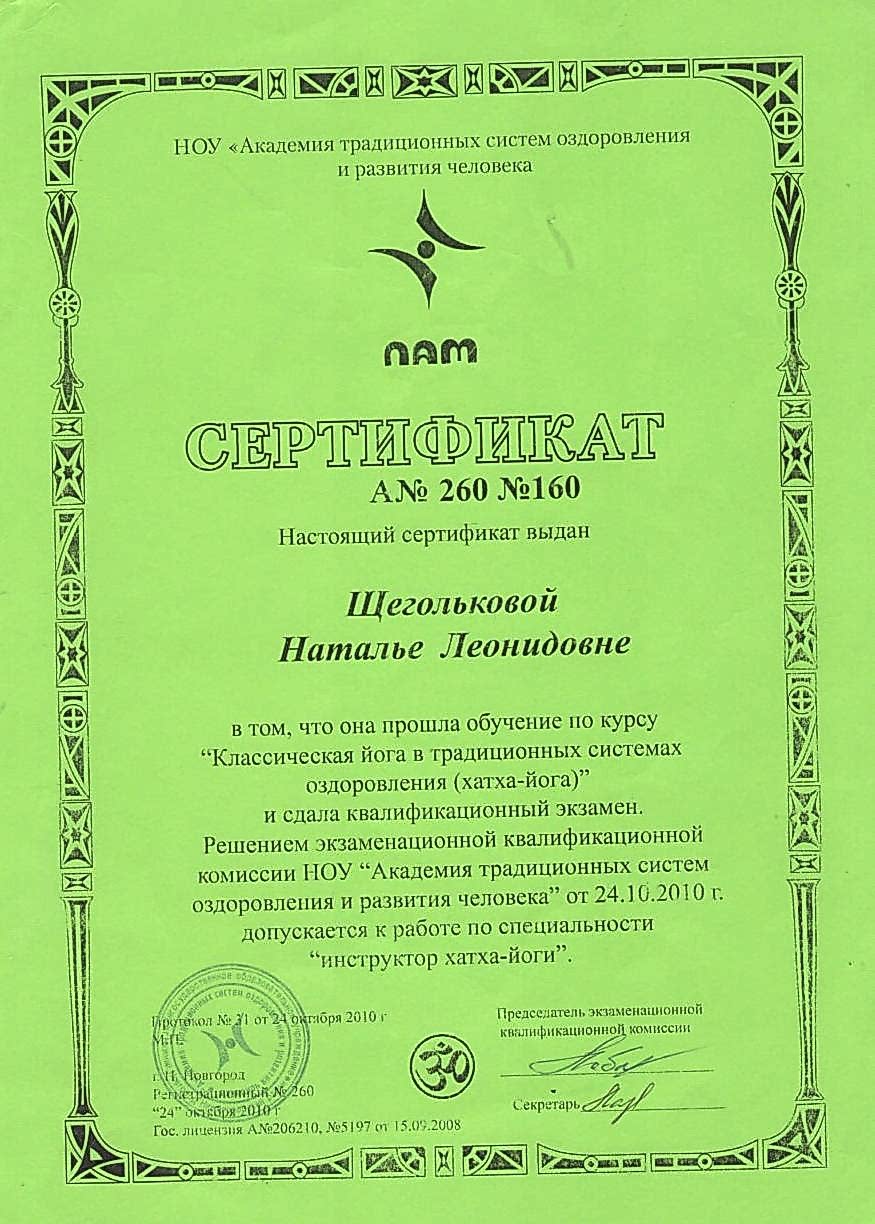 НОУ «Академия традиционных систем оздоровления
и развития человека
ПАТ
СЕРТИФИКАТ
А№ 260 №160
Настоящий сертификат выдан
Щегольковой
Наталье Леонидовне
в том, что она прошла обучение по курсу
“Классическая йога в традиционных системах
оздоровления (хатха-йога)”
и сдала квалификационный экзамен.
Решением экзаменационной квалификационной
комиссии НОУ “Академия традиционных систем
оздоровления и развития человека” от 24.10.2010 г.
допускается к работе по специальности
“инструктор хатха-йоги”.
Протокол № 31 от 24 октября 2010 г
М.П.
г. Н. Новгород
Регистрационный № 260
“24” октября 2010 г
Гос. лицензия А№206210, №5197 от 15.09.2008
ॐ
Председатель экзаменационной
квалификационной комиссии
Секретарь